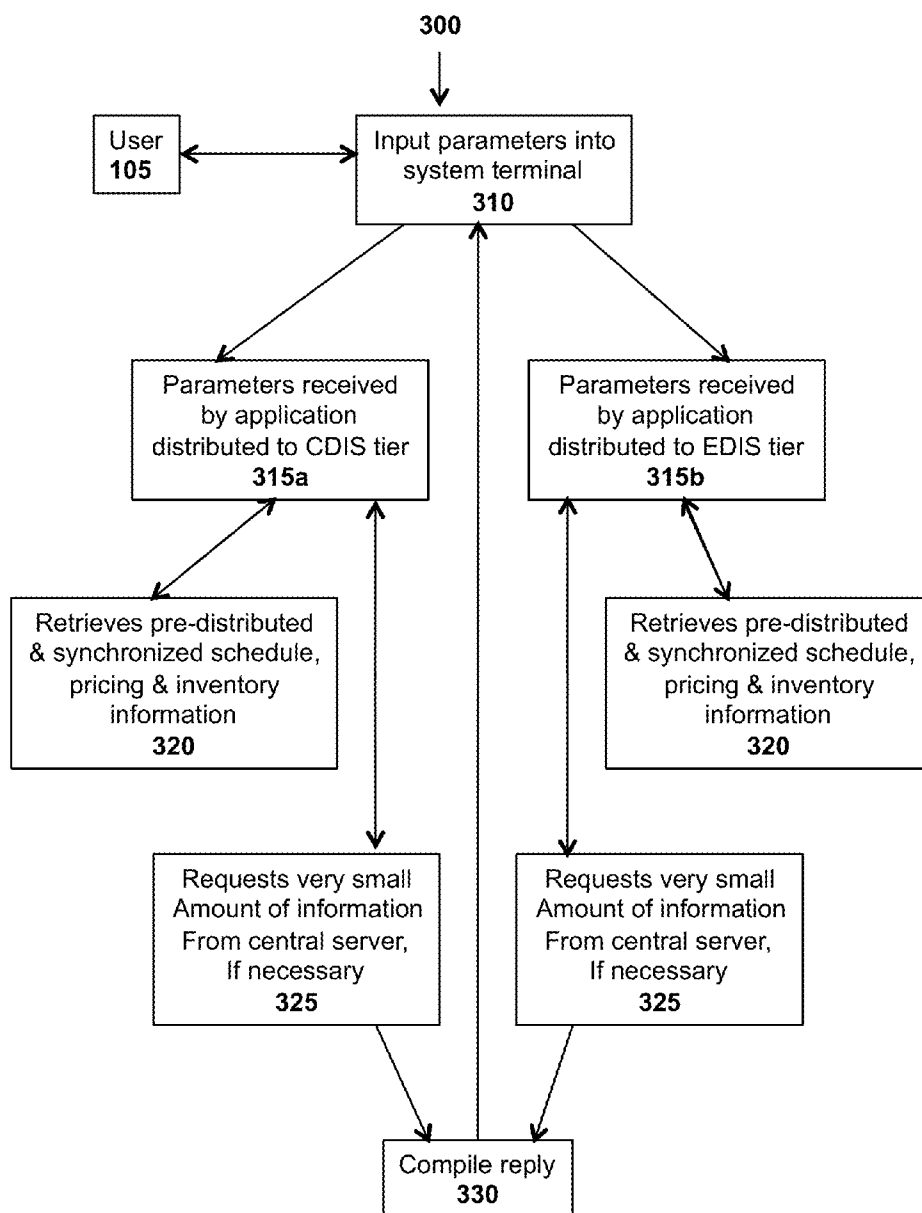 300
User
105
Input parameters into
system terminal
310
Parameters received
by application
distributed to CDIS tier
315a
Parameters received
by application
distributed to EDIS tier
315b
Retrieves pre-distributed
& synchronized schedule,
pricing & inventory
information
320
Retrieves pre-distributed
& synchronized schedule,
pricing & inventory
information
320
Requests very small
Amount of information
From central server,
If necessary
325
Requests very small
Amount of information
From central server,
If necessary
325
Compile reply
330